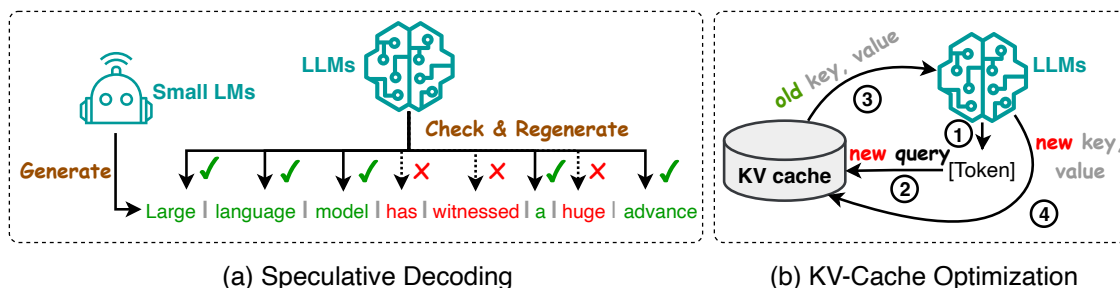 LLMs
Small LMs
Check & Regenerate
Generate
Large | language | model | has | witnessed | a | huge | advance
(a) Speculative Decoding
old key, value
LLMs
3
1
new query
new key,
value
KV cache
[Token]
2
4
(b) KV-Cache Optimization